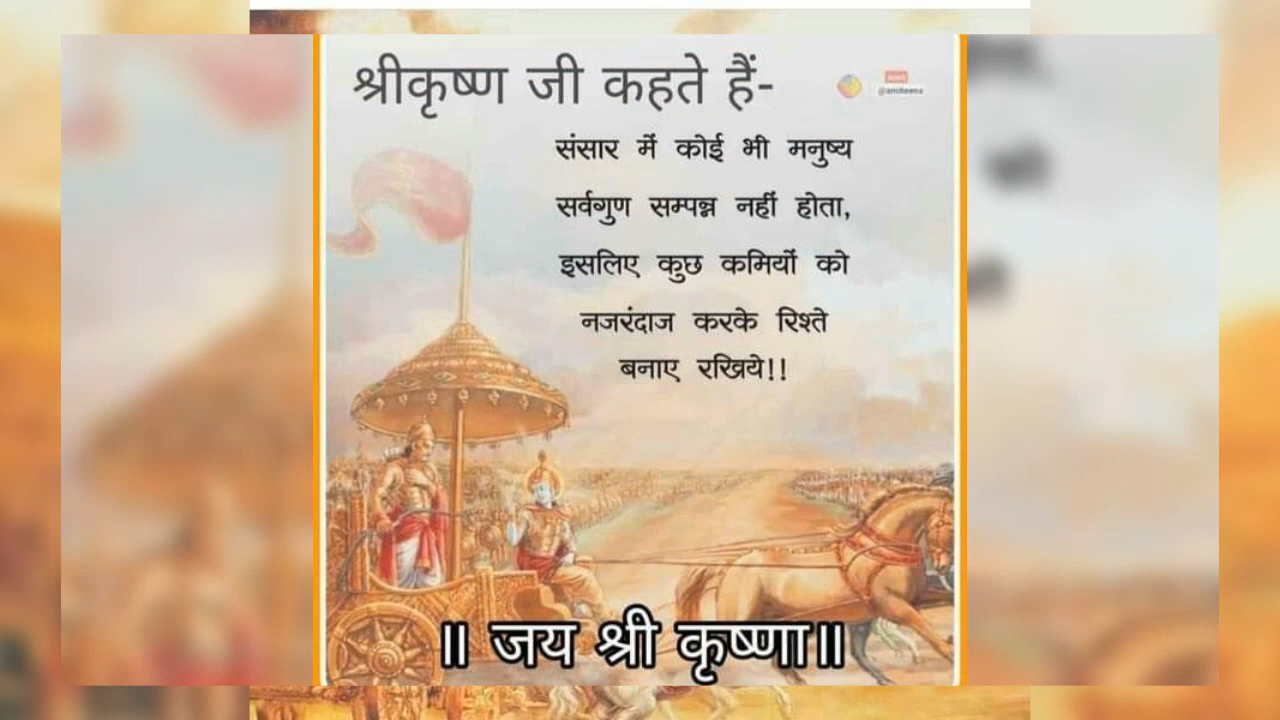 श्रीकृष्ण जी कहते हैं-
संसार में कोई भी मनुष्य
सर्वगुण सम्पन्न नहीं होता,
इसलिए कुछ कमियों को
नजरंदाज करके रिश्ते
बनाए रखिये!!
॥ जय श्री कृष्णा॥